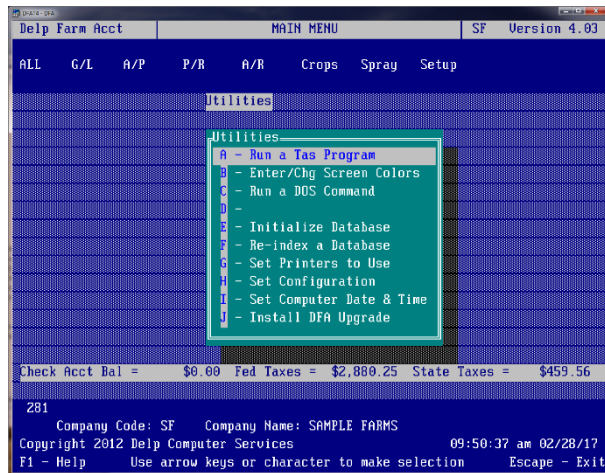 DFA14 - DFA
Delp Farm Acct MAIN MENU SF Version 4.03
ALL G/L A/P P/R A/R Crops Spray Setup
Utilities
Utilities
A - Run a Tas Program
B - Enter/Chg Screen Colors
C - Run a DOS Command
D -
E - Initialize Database
F - Re-index a Database
G - Set Printers to Use
H - Set Configuration
I - Set Computer Date & Time
J - Install DFA Upgrade
Check Acct Bal = $0.00 Fed Taxes = $2,880.25 State Taxes = $459.56
281
Company Code: SF Company Name: SAMPLE FARMS
Copyright 2012 Delp Computer Services 09:50:37 am 02/28/17
F1 - Help Use arrow keys or character to make selection Escape - Exit